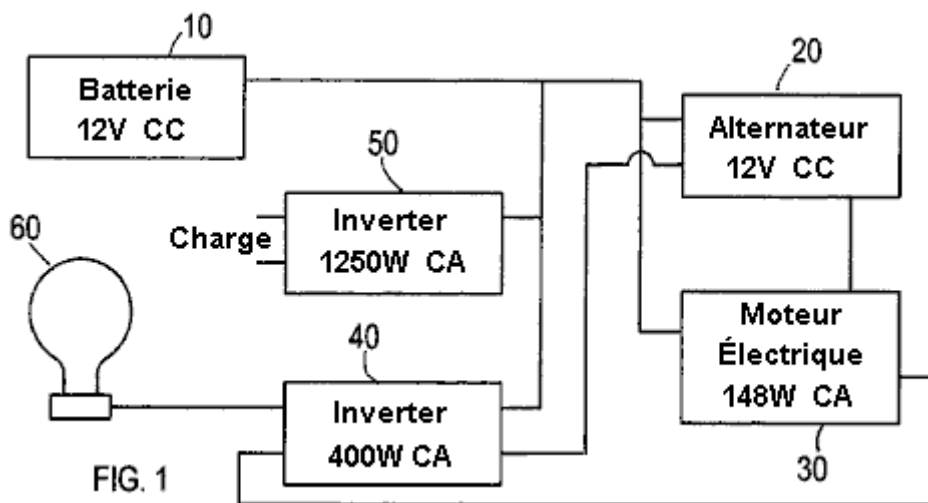 10
Batterie
12V CC
20
Alternateur
12V CC
50
Inverter
1250W CA
Charge
60
40
Inverter
400W CA
Moteur
Électrique
148W CA
30
FIG. 1